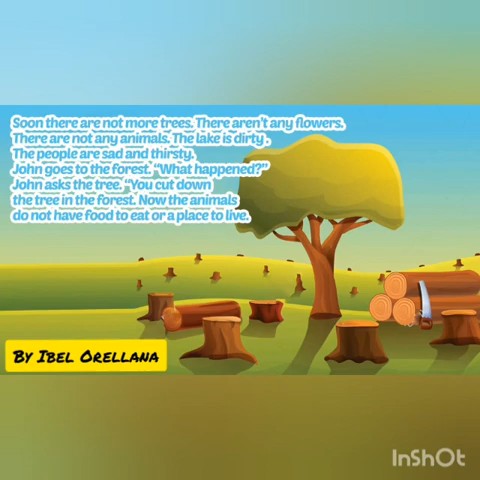 Soon there are not more trees. There aren't any flowers.
There are not any animals. The lake is dirty .
The people are sad and thirsty.
John goes to the forest. "What happened?"
John asks the tree. "You cut down
the tree in the forest. Now the animals
do not have food to eat or a place to live.
By Ibel Orellana
InShOt